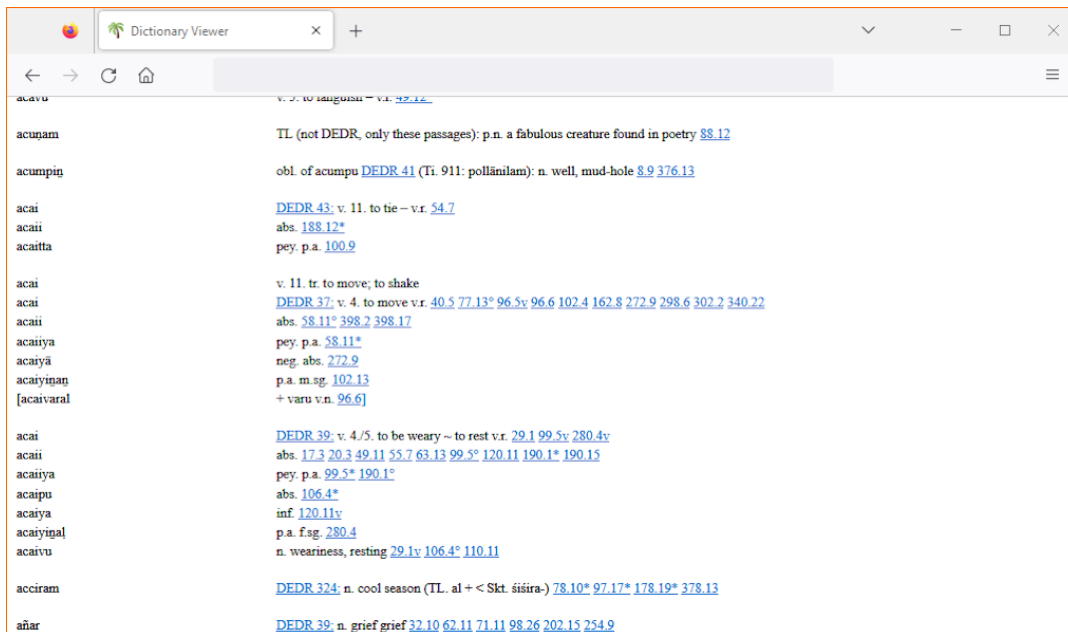 Dictionary Viewer
acavu v. 5. to languish – v.r. 49.12°
acuṇam TL (not DEDR, only these passages): p.n. a fabulous creature found in poetry 88.12
acumpiṉ obl. of acumpu DEDR 41 (Ti. 911: pollānilam): n. well, mud-hole 8.9 376.13
acai DEDR 43: v. 11. to tie – v.r. 54.7
acaii abs. 188.12*
acaitta pey. p.a. 100.9
acai v. 11. tr. to move; to shake
acai DEDR 37: v. 4. to move v.r. 40.5 77.13° 96.5v 96.6 102.4 162.8 272.9 298.6 302.2 340.22
acaii abs. 58.11° 398.2 398.17
acaiiya pey. p.a. 58.11*
acaiyā neg. abs. 272.9
acaiyiṉaṉ p.a. m.sg. 102.13
[acaivaral + varu v.n. 96.6]
acai DEDR 39: v. 4./5. to be weary ~ to rest v.r. 29.1 99.5v 280.4v
acaii abs. 17.3 20.3 49.11 55.7 63.13 99.5° 120.11 190.1* 190.15
acaiiya pey. p.a. 99.5* 190.1°
acaipu abs. 106.4*
acaiya inf. 120.11v
acaiyiṉaḷ p.a. f.sg. 280.4
acaivu n. weariness, resting 29.1v 106.4° 110.11
acciram DEDR 324: n. cool season (TL. al + < Skt. śiśira-) 78.10* 97.17* 178.19* 378.13
añar DEDR 39: n. grief grief 32.10 62.11 71.11 98.26 202.15 254.9